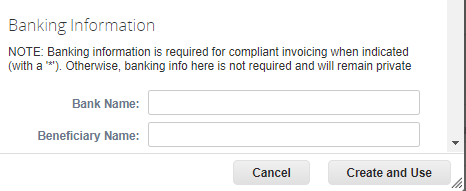 Banking Information
NOTE: Banking information is required for compliant invoicing when indicated
(with a '*'). Otherwise, banking info here is not required and will remain private
Bank Name:
Beneficiary Name:
Cancel
Create and Use